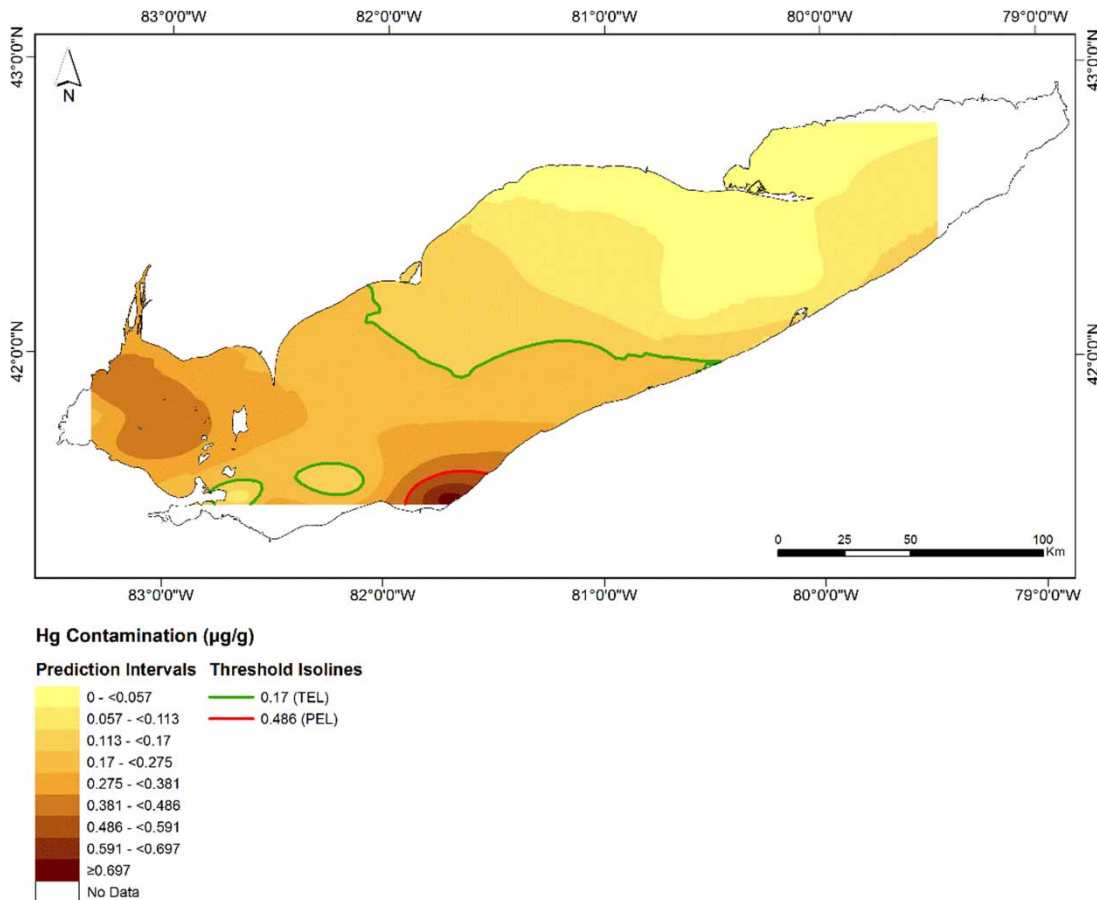 83°0'0"W 82°0'0"W 81°0'0"W 80°0'0"W 79°0'0"W
43°0'0"N
43°0'0"N
N
42°0'0"N
42°0'0"N
0 25 50 100
Km
83°0'0"W 82°0'0"W 81°0'0"W 80°0'0"W 79°0'0"W
Hg Contamination (µg/g)
Prediction Intervals Threshold Isolines
0 - <0.057 0.17 (TEL)
0.057 - <0.113 0.486 (PEL)
0.113 - <0.17
0.17 - <0.275
0.275 - <0.381
0.381 - <0.486
0.486 - <0.591
0.591 - <0.697
≥0.697
No Data